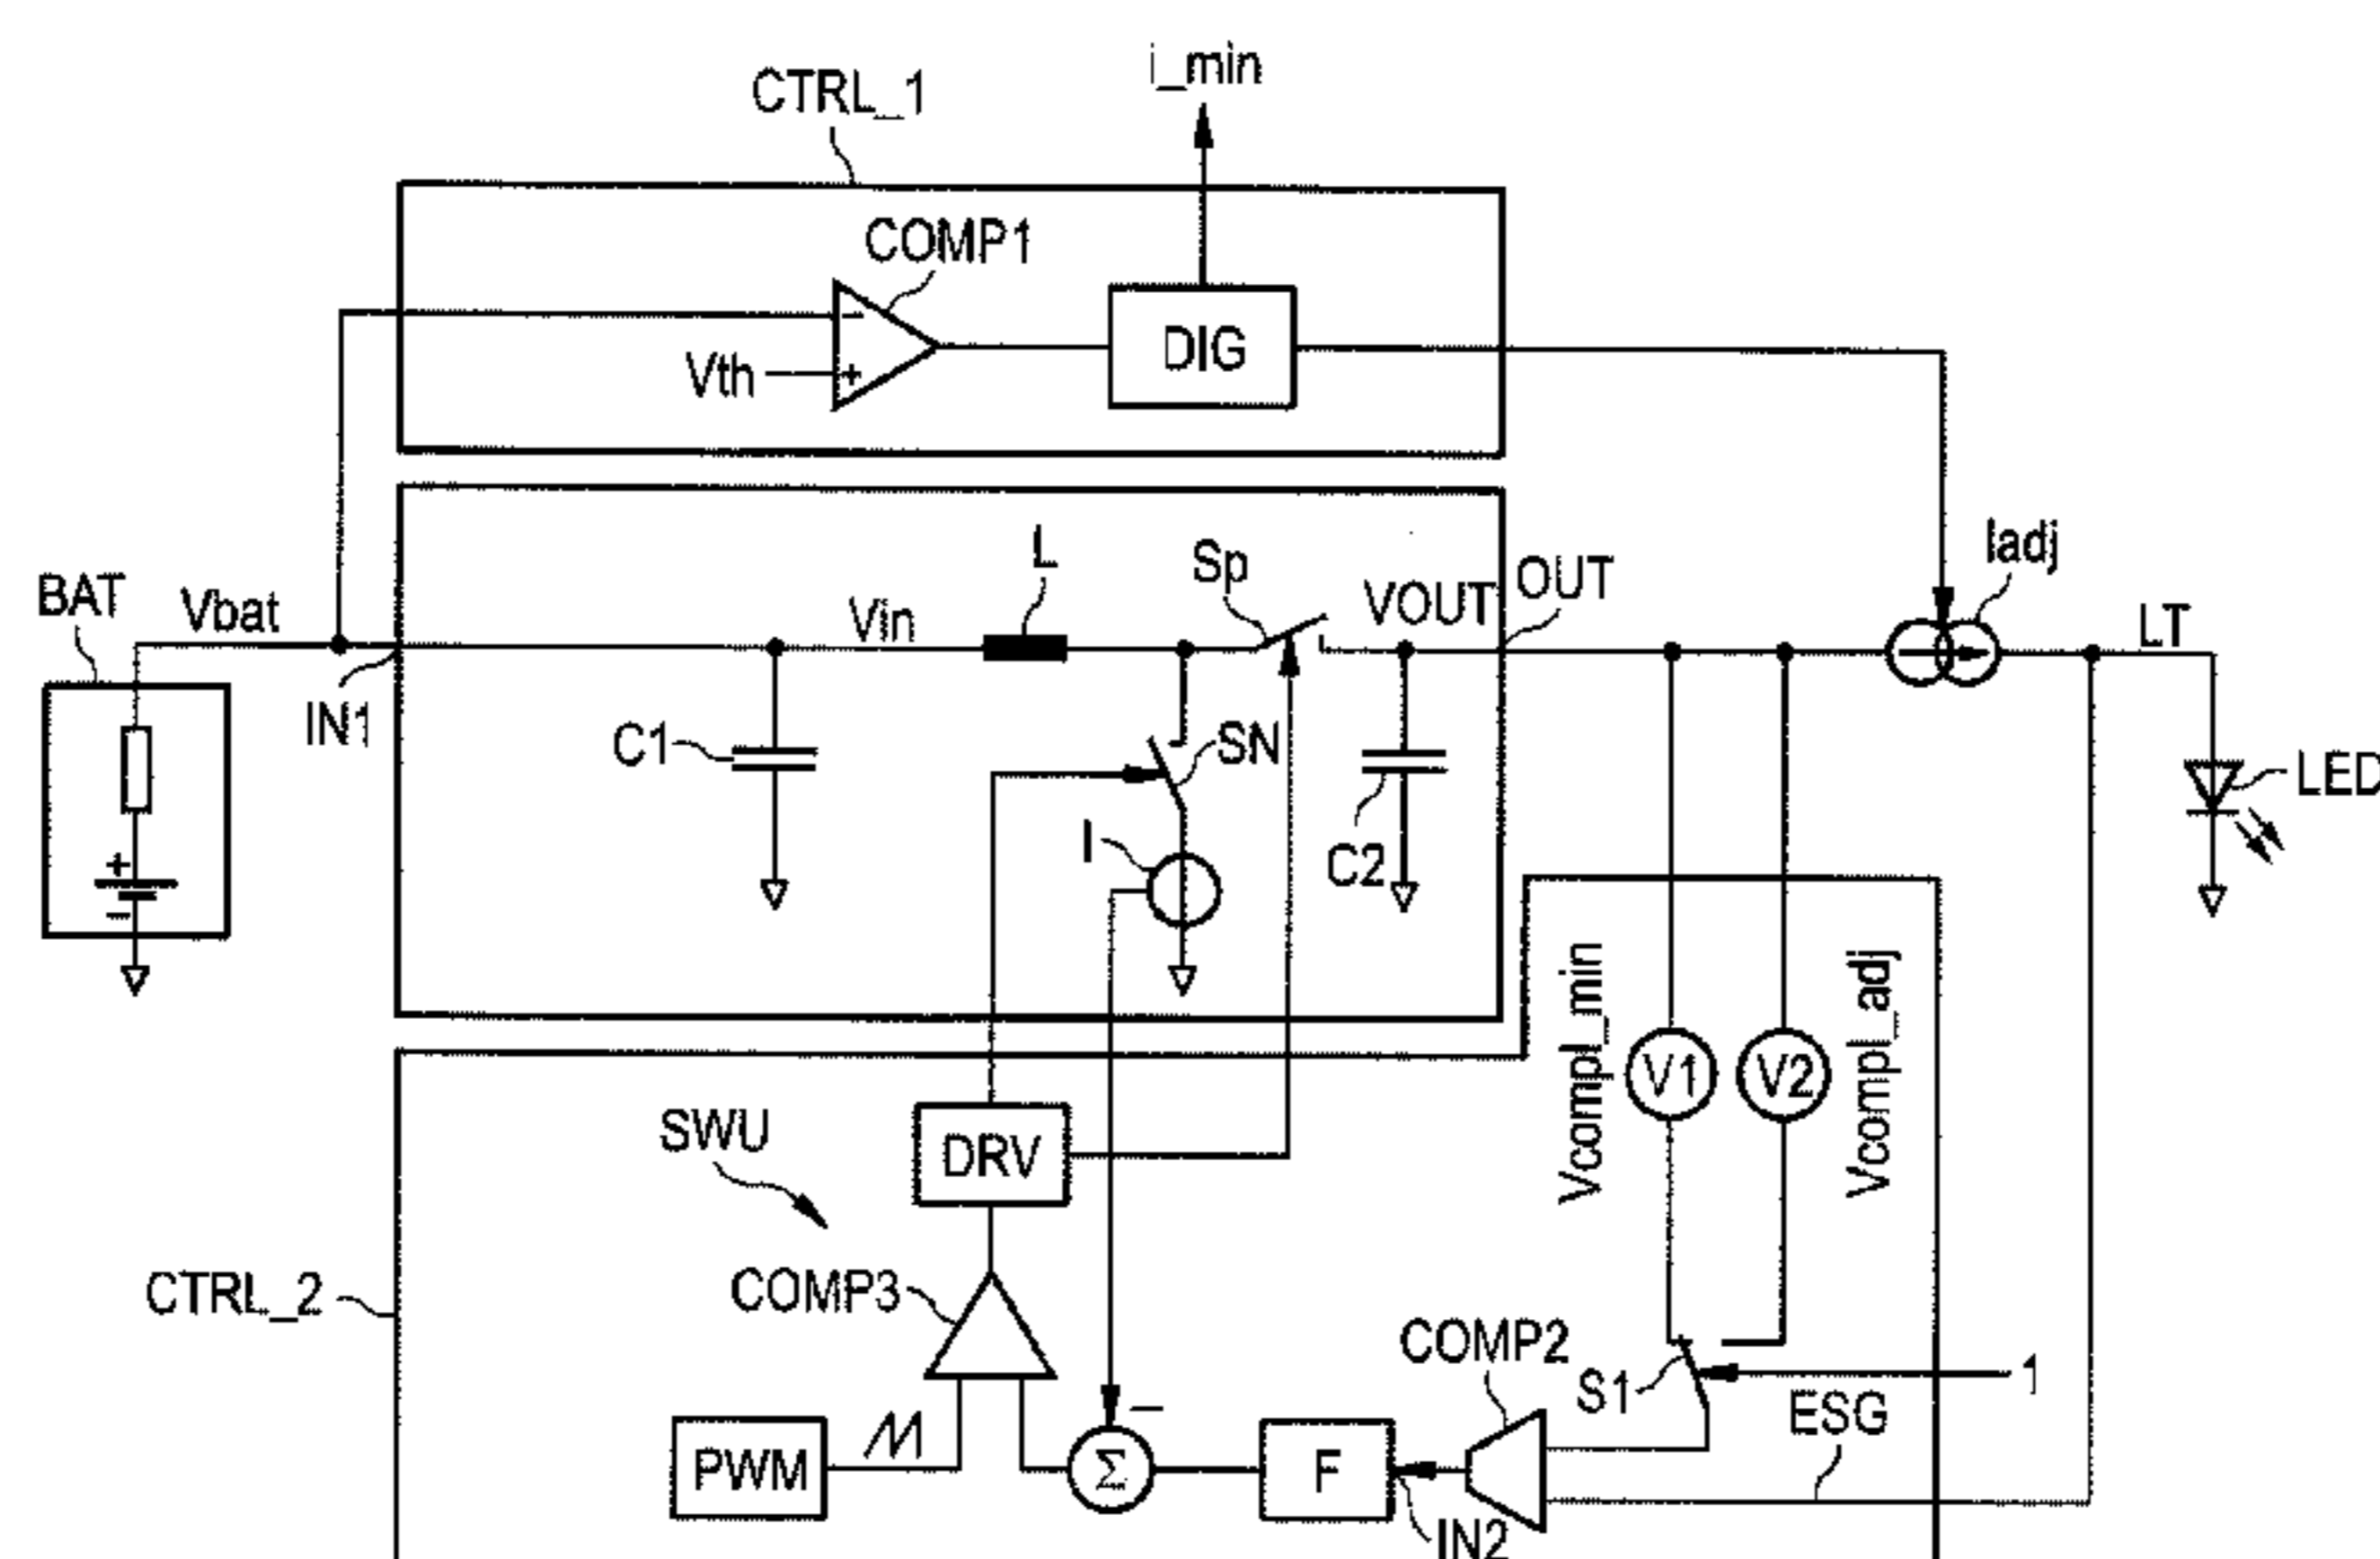 i_min
CTRL_1
COMP1
−
Vth
+
DIG
BAT
Vbat
IN1
+
−
Vin
L
Sp
VOUT
OUT
Iadj
LT
C1
SN
I
C2
LED
Vcompl_min
V1
V2
Vcompl_adj
SWU
DRV
CTRL_2
COMP3
COMP2
S1
1
ESG
−
PWM
Σ
F
IN2